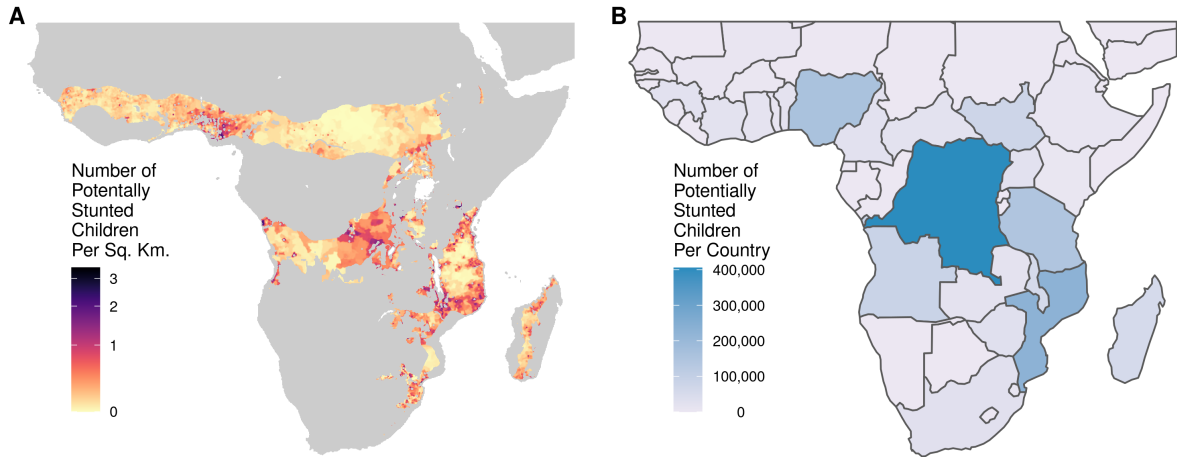 A
Number of
Potentally
Stunted
Children
Per Sq. Km.
3
2
1
0
B
Number of
Potentially
Stunted
Children
Per Country
400,000
300,000
200,000
100,000
0